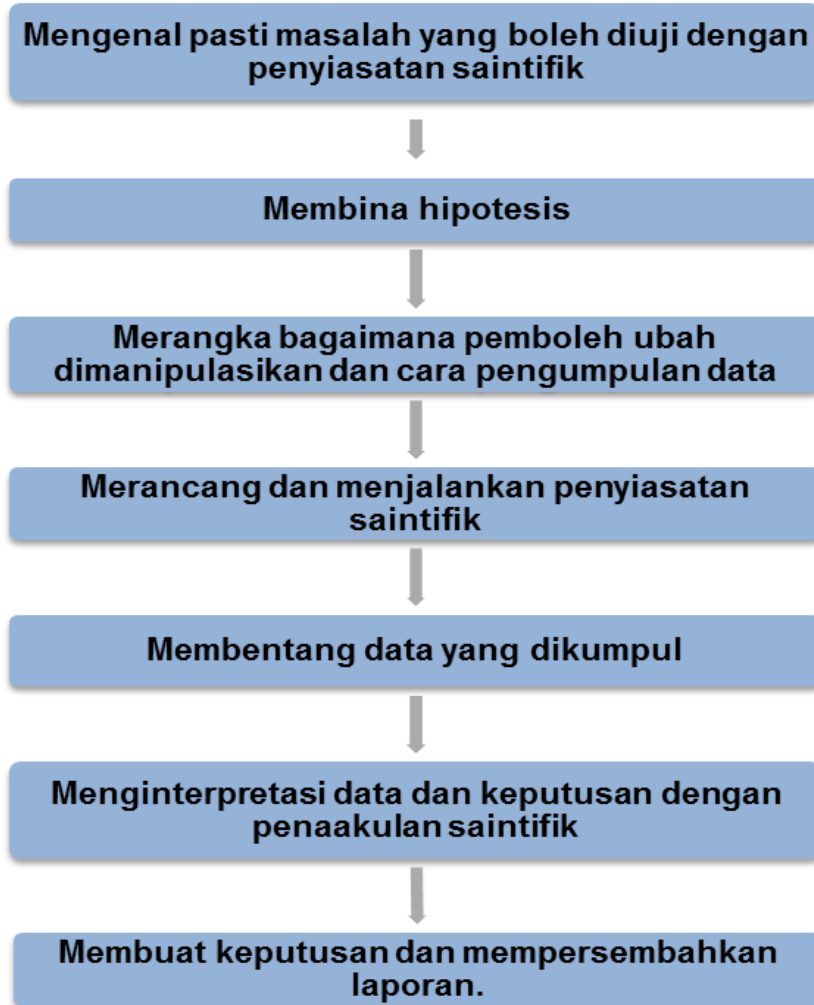 Mengenal pasti masalah yang boleh diuji dengan
penyiasatan saintifik
Membina hipotesis
Merangka bagaimana pemboleh ubah
dimanipulasikan dan cara pengumpulan data
Merancang dan menjalankan penyiasatan
saintifik
Membentang data yang dikumpul
Menginterpretasi data dan keputusan dengan
penaakulan saintifik
Membuat keputusan dan mempersembahkan
laporan.